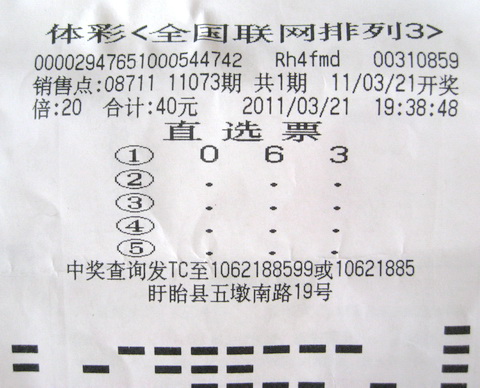 体彩<全国联网排列3>
00002947651000544742 Rh4fmd 00310859
销售点:08711 11073期 共1期 11/03/21开奖
倍:20 合计:40元 2011/03/21 19:38:48
直选票
① 0 6 3
② . . .
③ . . .
④ . . .
⑤ . . .
中奖查询发TC至1062188599或10621885
盱眙县五墩南路19号